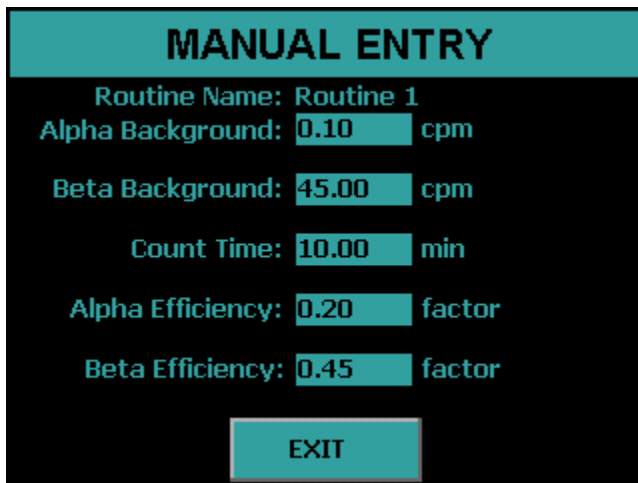 MANUAL ENTRY
Routine Name: Routine 1
Alpha Background: 0.10 cpm
Beta Background: 45.00 cpm
Count Time: 10.00 min
Alpha Efficiency: 0.20 factor
Beta Efficiency: 0.45 factor
EXIT